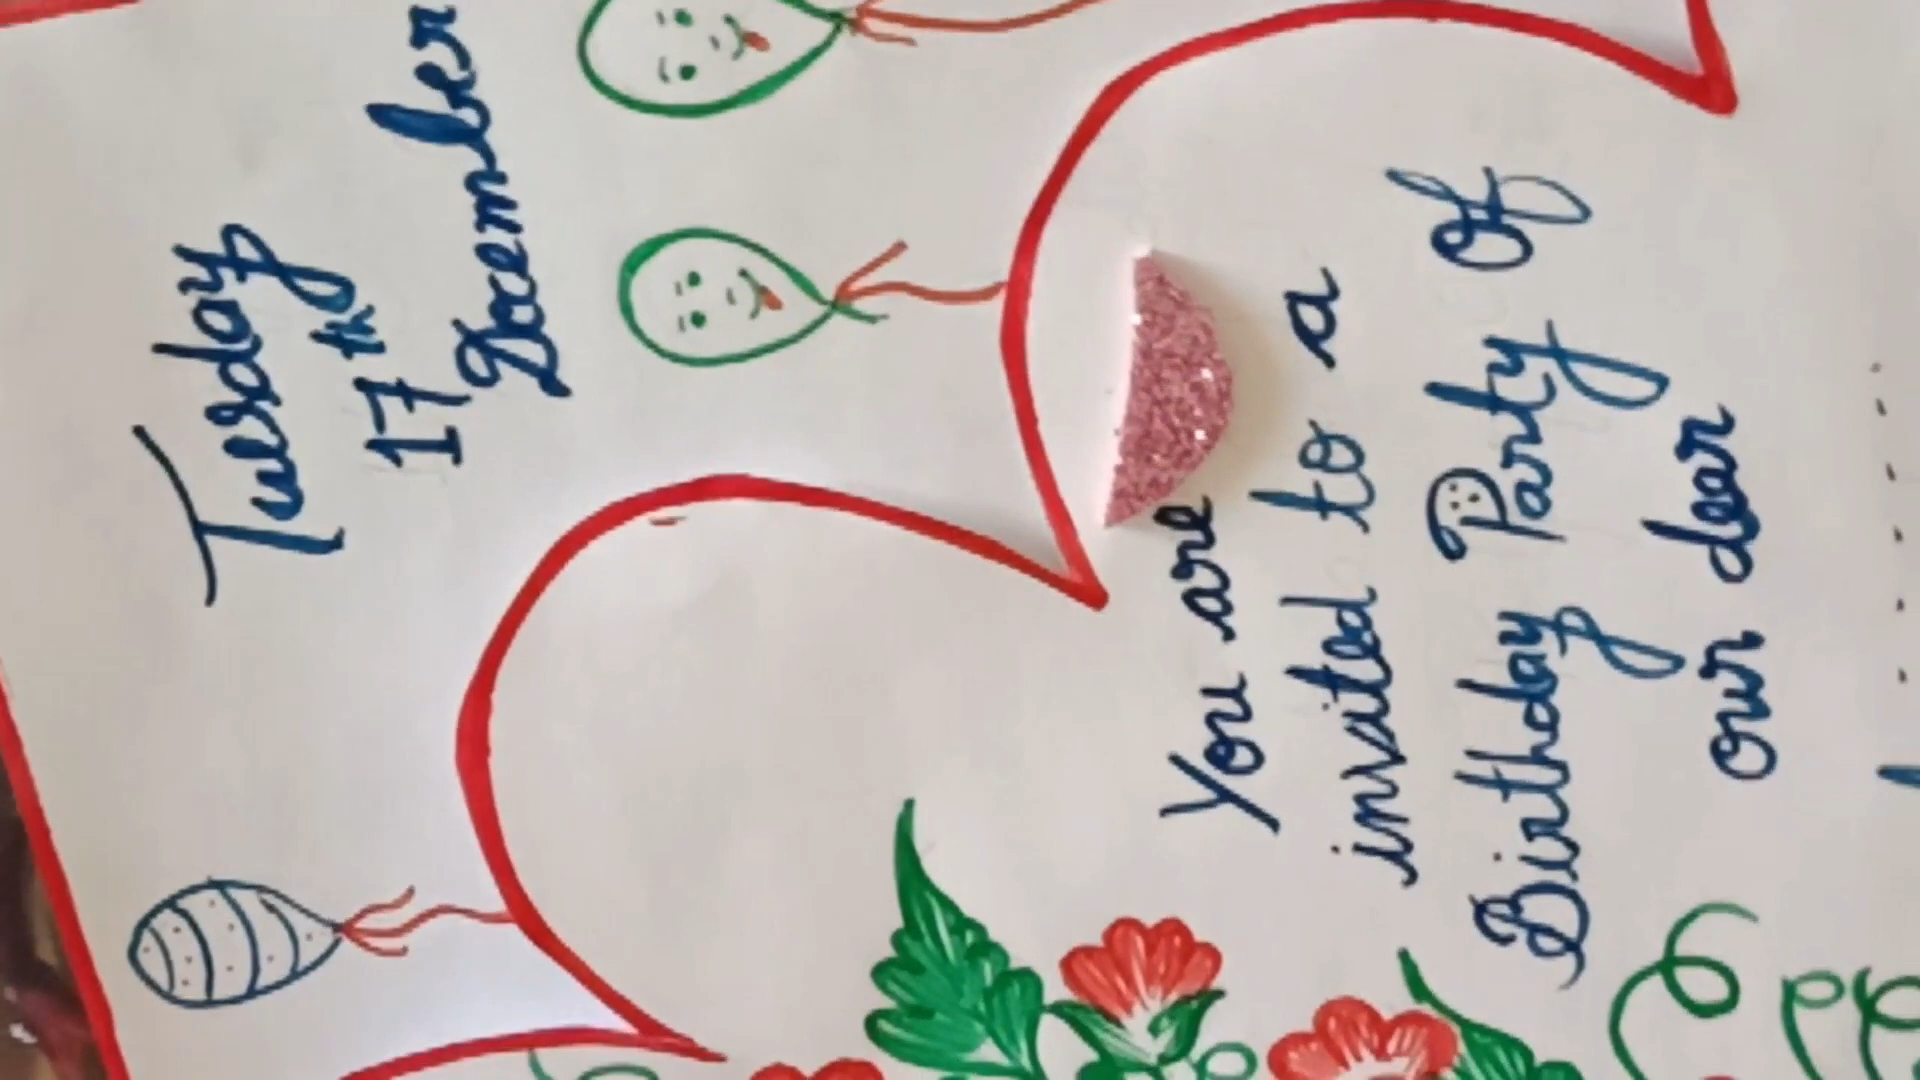 Tuesday
17th
December
You are
invited to a
Birthday Party of
our dear